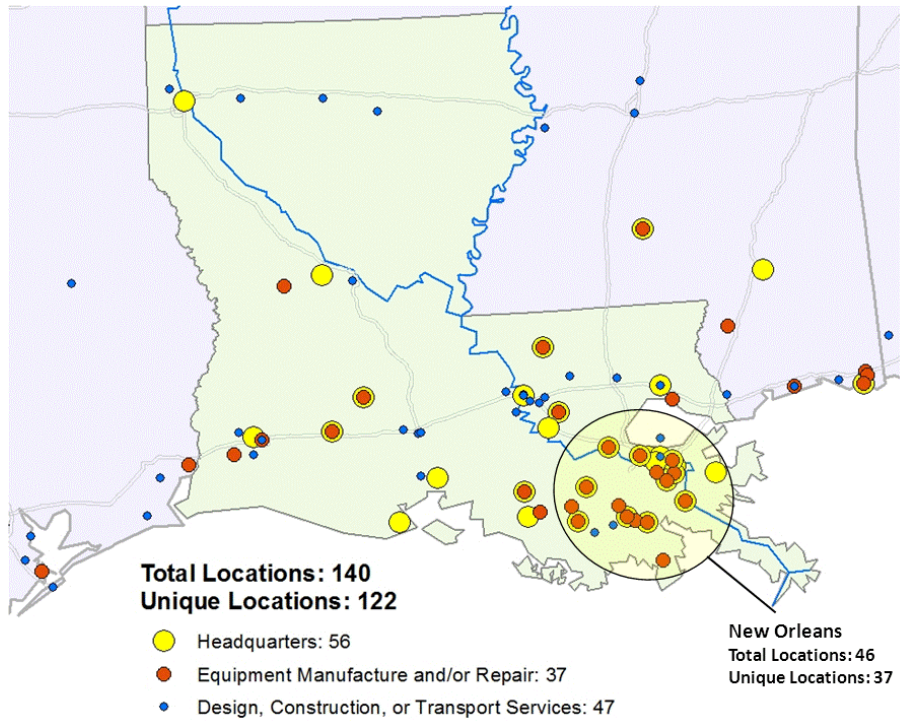 Total Locations: 140
Unique Locations: 122
Headquarters: 56
Equipment Manufacture and/or Repair: 37
Design, Construction, or Transport Services: 47
New Orleans
Total Locations: 46
Unique Locations: 37